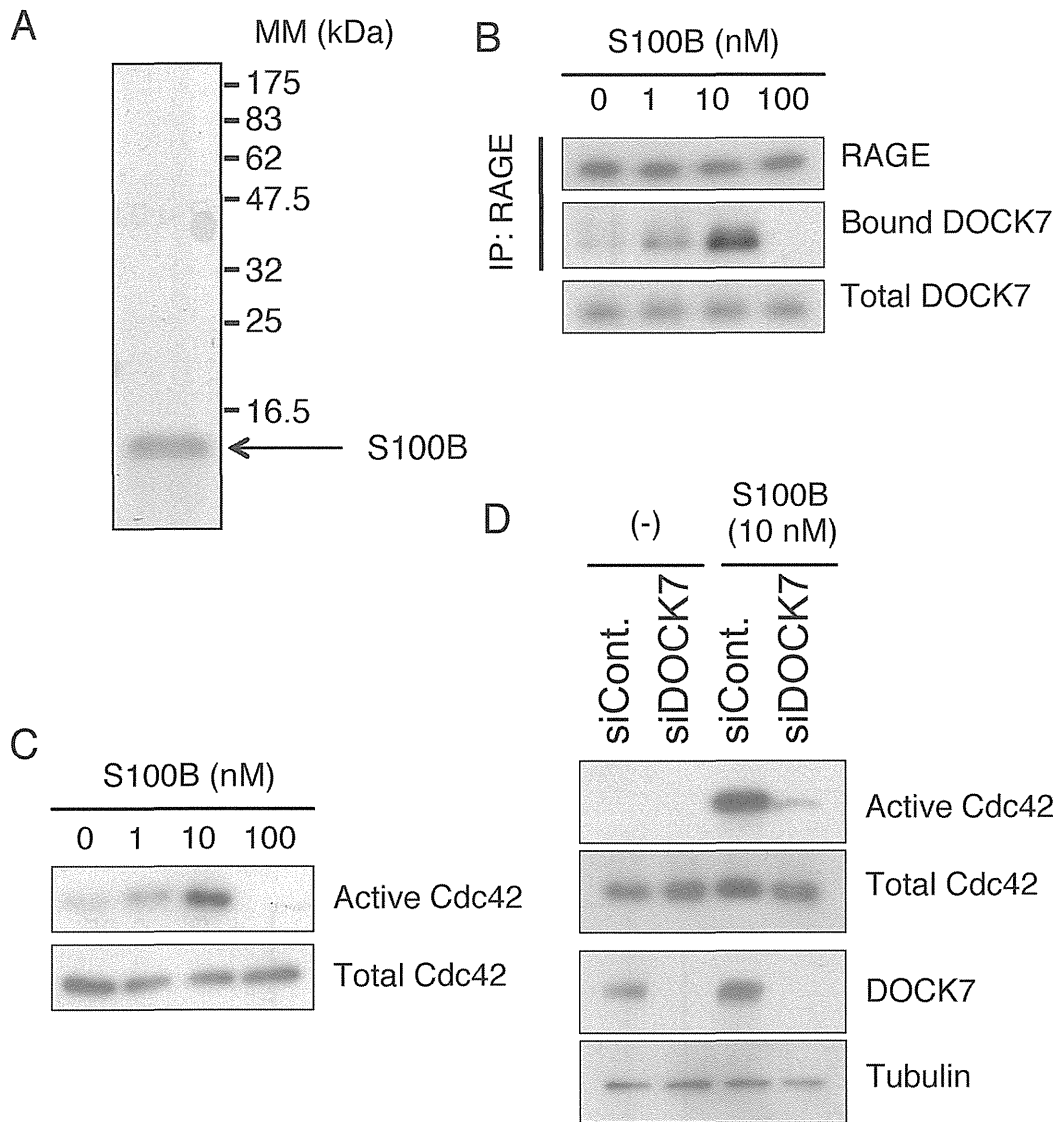 A
MM (kDa)
175
83
62
47.5
32
25
16.5
S100B
B
S100B (nM)
0 1 10 100
IP: RAGE
RAGE
Bound DOCK7
Total DOCK7
C
S100B (nM)
0 1 10 100
Active Cdc42
Total Cdc42
D
(-)
S100B
(10 nM)
siCont.
siDOCK7
siCont.
siDOCK7
Active Cdc42
Total Cdc42
DOCK7
Tubulin